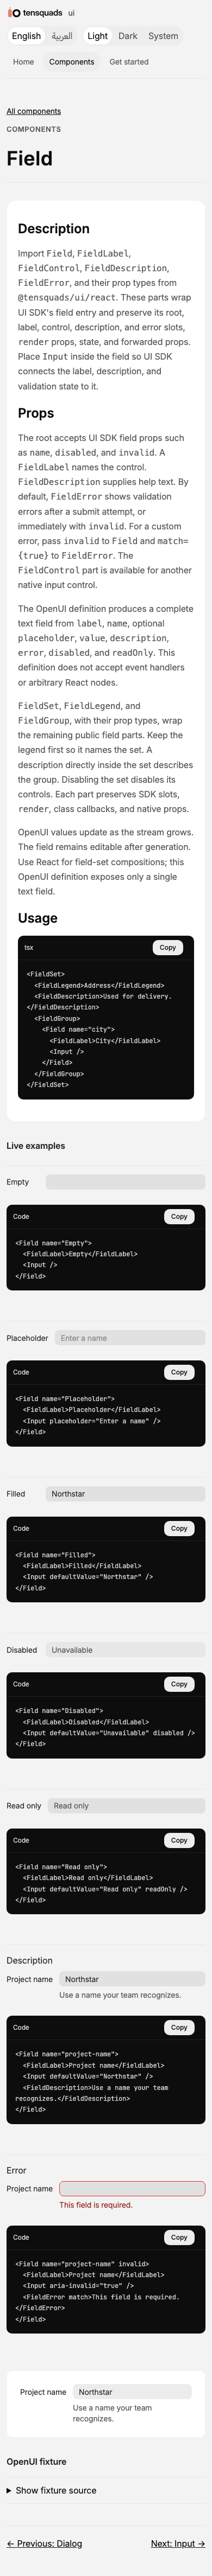 tensquads ui
English العربية Light Dark System
Home Components Get started
All components
COMPONENTS
Field
Description
Import Field, FieldLabel,
FieldControl, FieldDescription,
FieldError, and their prop types from
@tensquads/ui/react. These parts wrap
UI SDK's field entry and preserve its root,
label, control, description, and error slots,
render props, state, and forwarded props.
Place Input inside the field so UI SDK
connects the label, description, and
validation state to it.
Props
The root accepts UI SDK field props such
as name, disabled, and invalid. A
FieldLabel names the control.
FieldDescription supplies help text. By
default, FieldError shows validation
errors after a submit attempt, or
immediately with invalid. For a custom
error, pass invalid to Field and match=
{true} to FieldError. The
FieldControl part is available for another
native input control.
The OpenUI definition produces a complete
text field from label, name, optional
placeholder, value, description,
error, disabled, and readOnly. This
definition does not accept event handlers
or arbitrary React nodes.
FieldSet, FieldLegend, and
FieldGroup, with their prop types, wrap
the remaining public field parts. Keep the
legend first so it names the set. A
description directly inside the set describes
the group. Disabling the set disables its
controls. Each part preserves SDK slots,
render, class callbacks, and native props.
OpenUI values update as the stream grows.
The field remains editable after generation.
Use React for field-set compositions; this
OpenUI definition exposes only a single
text field.
Usage
tsx Copy
<FieldSet>
<FieldLegend>Address</FieldLegend>
<FieldDescription>Used for delivery.
</FieldDescription>
<FieldGroup>
<Field name="city">
<FieldLabel>City</FieldLabel>
<Input />
</Field>
</FieldGroup>
</FieldSet>
Live examples
Empty
Code Copy
<Field name="Empty">
<FieldLabel>Empty</FieldLabel>
<Input />
</Field>
Placeholder Enter a name
Code Copy
<Field name="Placeholder">
<FieldLabel>Placeholder</FieldLabel>
<Input placeholder="Enter a name" />
</Field>
Filled Northstar
Code Copy
<Field name="Filled">
<FieldLabel>Filled</FieldLabel>
<Input defaultValue="Northstar" />
</Field>
Disabled Unavailable
Code Copy
<Field name="Disabled">
<FieldLabel>Disabled</FieldLabel>
<Input defaultValue="Unavailable" disabled />
</Field>
Read only Read only
Code Copy
<Field name="Read only">
<FieldLabel>Read only</FieldLabel>
<Input defaultValue="Read only" readOnly />
</Field>
Description
Project name Northstar
Use a name your team recognizes.
Code Copy
<Field name="project-name">
<FieldLabel>Project name</FieldLabel>
<Input defaultValue="Northstar" />
<FieldDescription>Use a name your team
recognizes.</FieldDescription>
</Field>
Error
Project name
This field is required.
Code Copy
<Field name="project-name" invalid>
<FieldLabel>Project name</FieldLabel>
<Input aria-invalid="true" />
<FieldError match>This field is required.
</FieldError>
</Field>
Project name Northstar
Use a name your team
recognizes.
OpenUI fixture
▶ Show fixture source
← Previous: Dialog Next: Input →